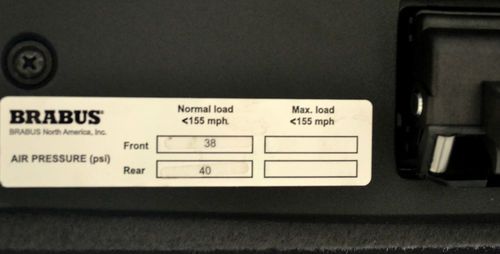 BRABUS®
BRABUS North America, Inc.
AIR PRESSURE (psi)
Normal load
<155 mph.
Max. load
<155 mph
Front 38
Rear 40